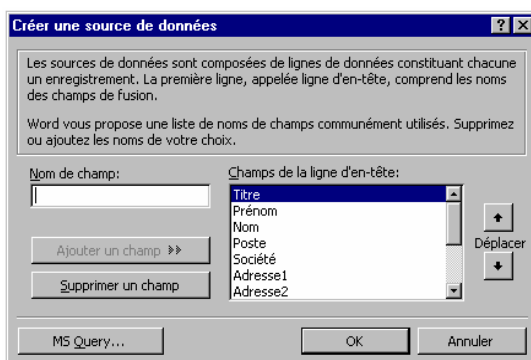 Créer une source de données
Les sources de données sont composées de lignes de données constituant chacune
un enregistrement. La première ligne, appelée ligne d'en-tête, comprend les noms
des champs de fusion.
Word vous propose une liste de noms de champs communément utilisés. Supprimez
ou ajoutez les noms de votre choix.
Nom de champ:
Ajouter un champ
Supprimer un champ
Champs de la ligne d'en-tête:
Titre
Prénom
Nom
Poste
Société
Adresse1
Adresse2
Déplacer
MS Query...
OK
Annuler